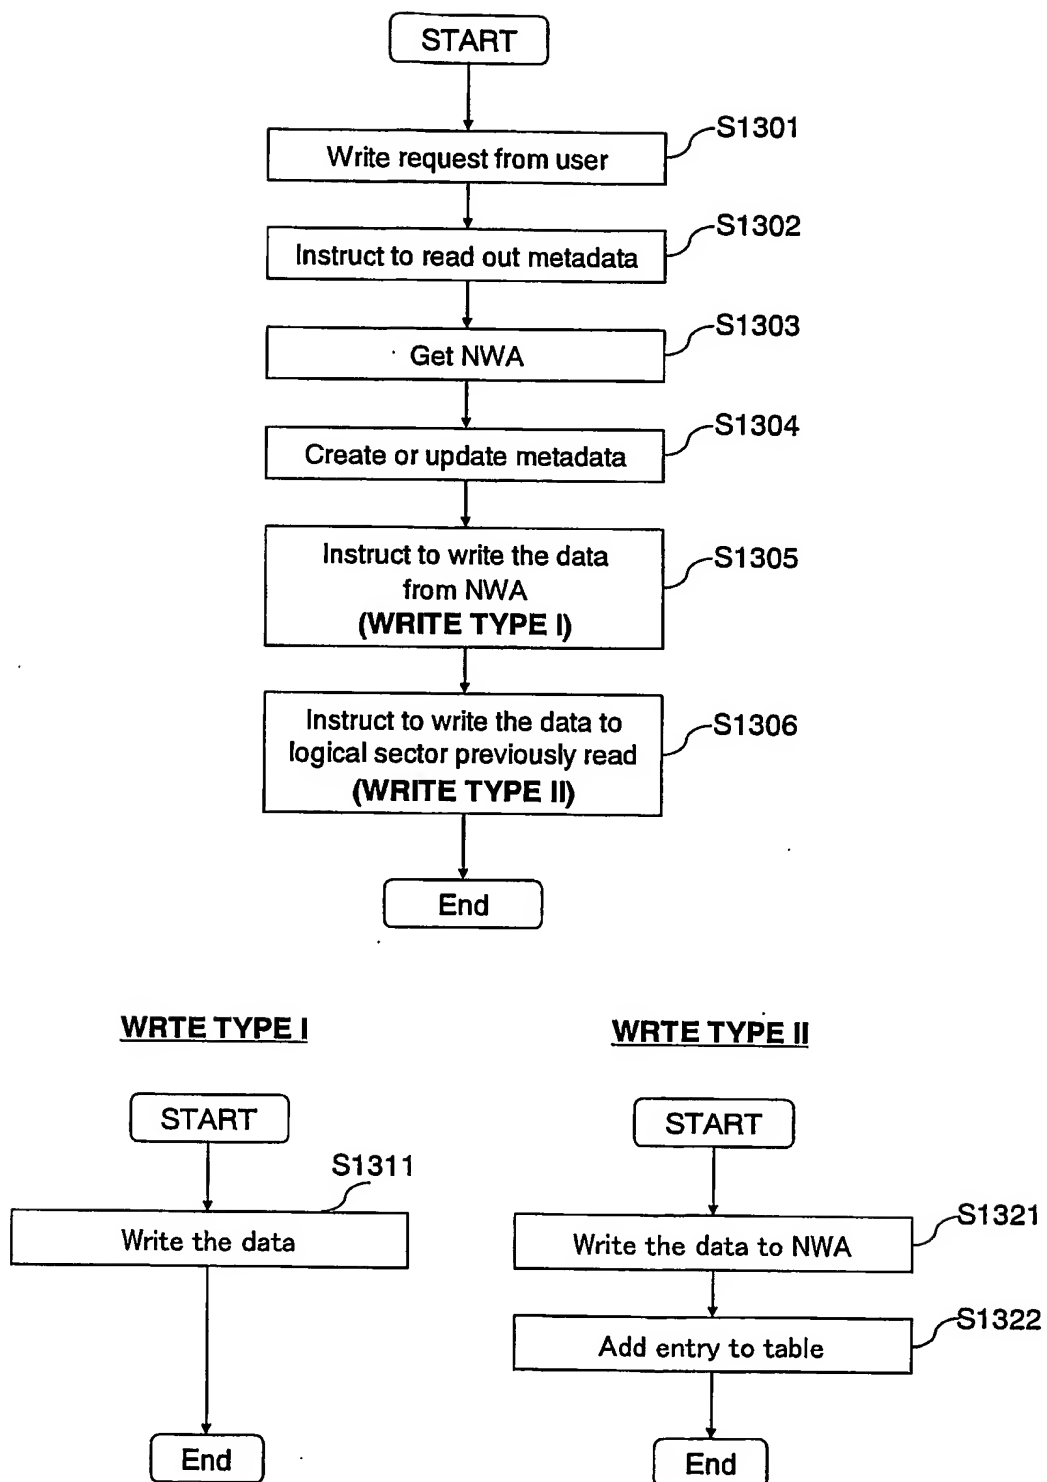 START
S1301
Write request from user
S1302
Instruct to read out metadata
S1303
Get NWA
S1304
Create or update metadata
Instruct to write the data
from NWA
(WRITE TYPE I)
S1305
Instruct to write the data to
logical sector previously read
(WRITE TYPE II)
S1306
End
WRTE TYPE I
START
S1311
Write the data
End
WRTE TYPE II
START
S1321
Write the data to NWA
S1322
Add entry to table
End